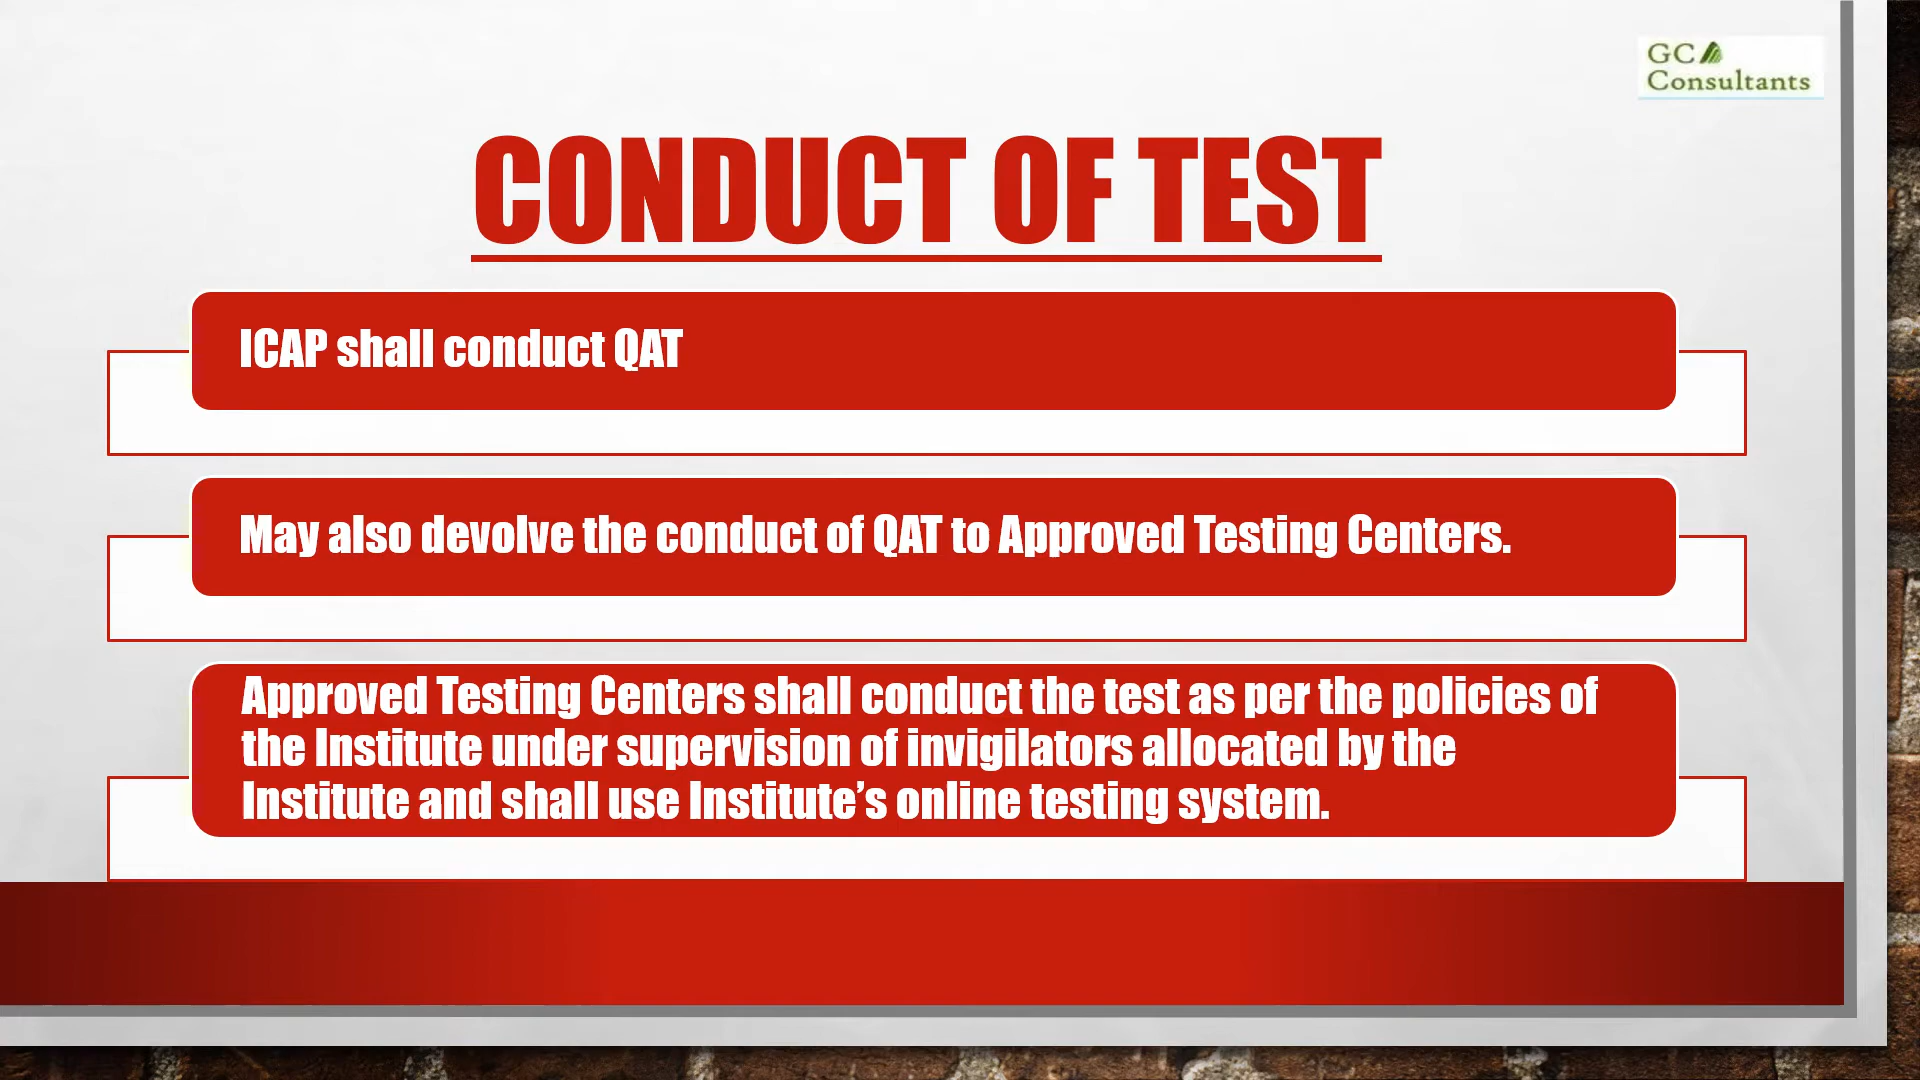 GCA
Consultants
CONDUCT OF TEST
ICAP shall conduct QAT
May also devolve the conduct of QAT to Approved Testing Centers.
Approved Testing Centers shall conduct the test as per the policies of
the Institute under supervision of invigilators allocated by the
Institute and shall use Institute’s online testing system.